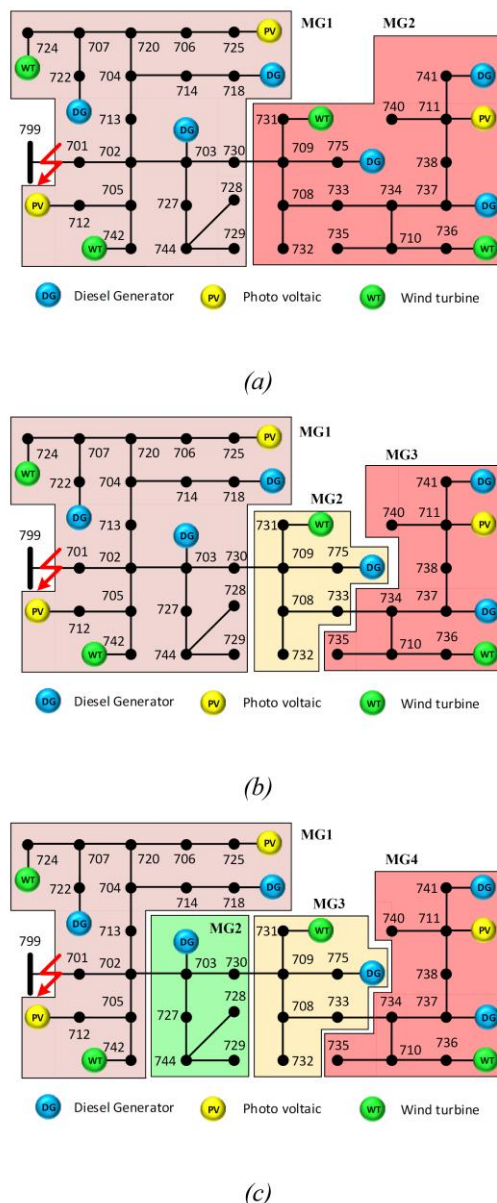 MG1
MG2
724 707 720 706 725 PV
WT 722 704 DG 741 DG
DG 714 718 740 711 PV
799 713 DG 731 WT
701 702 703 730 709 775 DG 738
PV 705 728 708 733 734 737 DG
712 727
WT 742 744 729 732 735 710 736 WT
DG Diesel Generator PV Photo voltaic WT Wind turbine
(a)
MG1
724 707 720 706 725 PV
MG3
WT 722 704 DG 741 DG
DG 714 718 MG2 740 711 PV
799 713 DG 731 WT
701 702 703 730 709 775 DG 738
PV 705 728 708 733 734 737 DG
712 727
WT 742 744 729 732 735 710 736 WT
DG Diesel Generator PV Photo voltaic WT Wind turbine
(b)
MG1
724 707 720 706 725 PV
MG4
WT 722 704 DG 741 DG
DG 714 718 MG3 740 711 PV
799 713 MG2 DG 731 WT
701 702 703 730 709 775 DG 738
PV 705 728 708 733 734 737 DG
712 727
WT 742 744 729 732 735 710 736 WT
DG Diesel Generator PV Photo voltaic WT Wind turbine
(c)